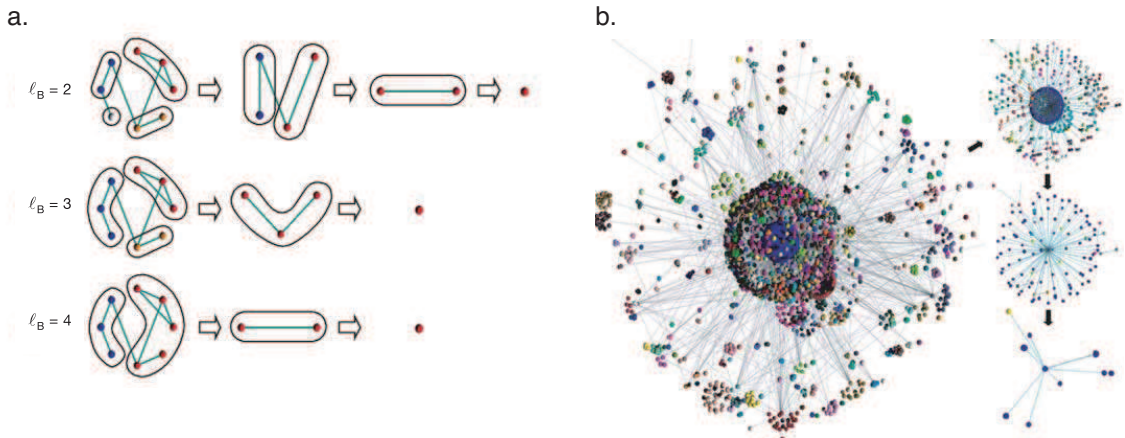 a.
b.
ℓB = 2
ℓB = 3
ℓB = 4